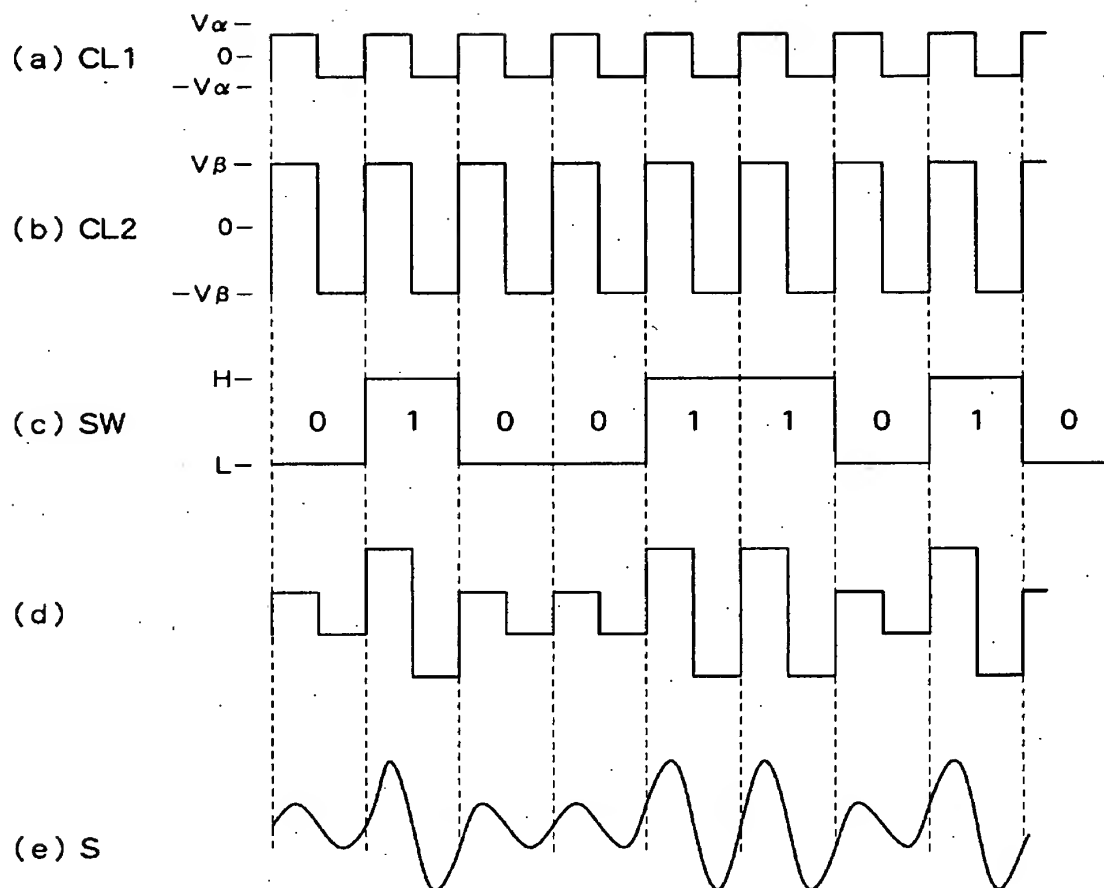 Vα
(a) CL1
0
-Vα
Vβ
(b) CL2
0
-Vβ
H
(c) SW
0 1 0 0 1 1 0 1 0
L
(d)
(e) S